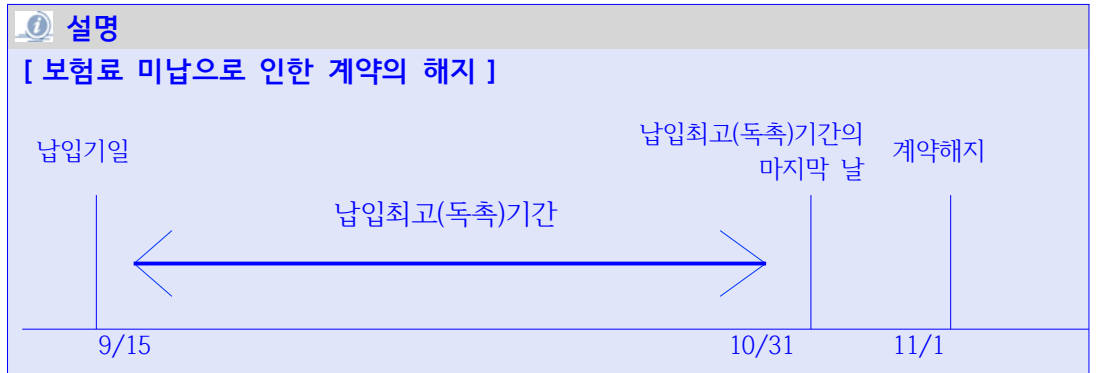 설명
[ 보험료 미납으로 인한 계약의 해지 ]
납입기일
납입최고(독촉)기간의
마지막 날
계약해지
납입최고(독촉)기간
9/15
10/31
11/1